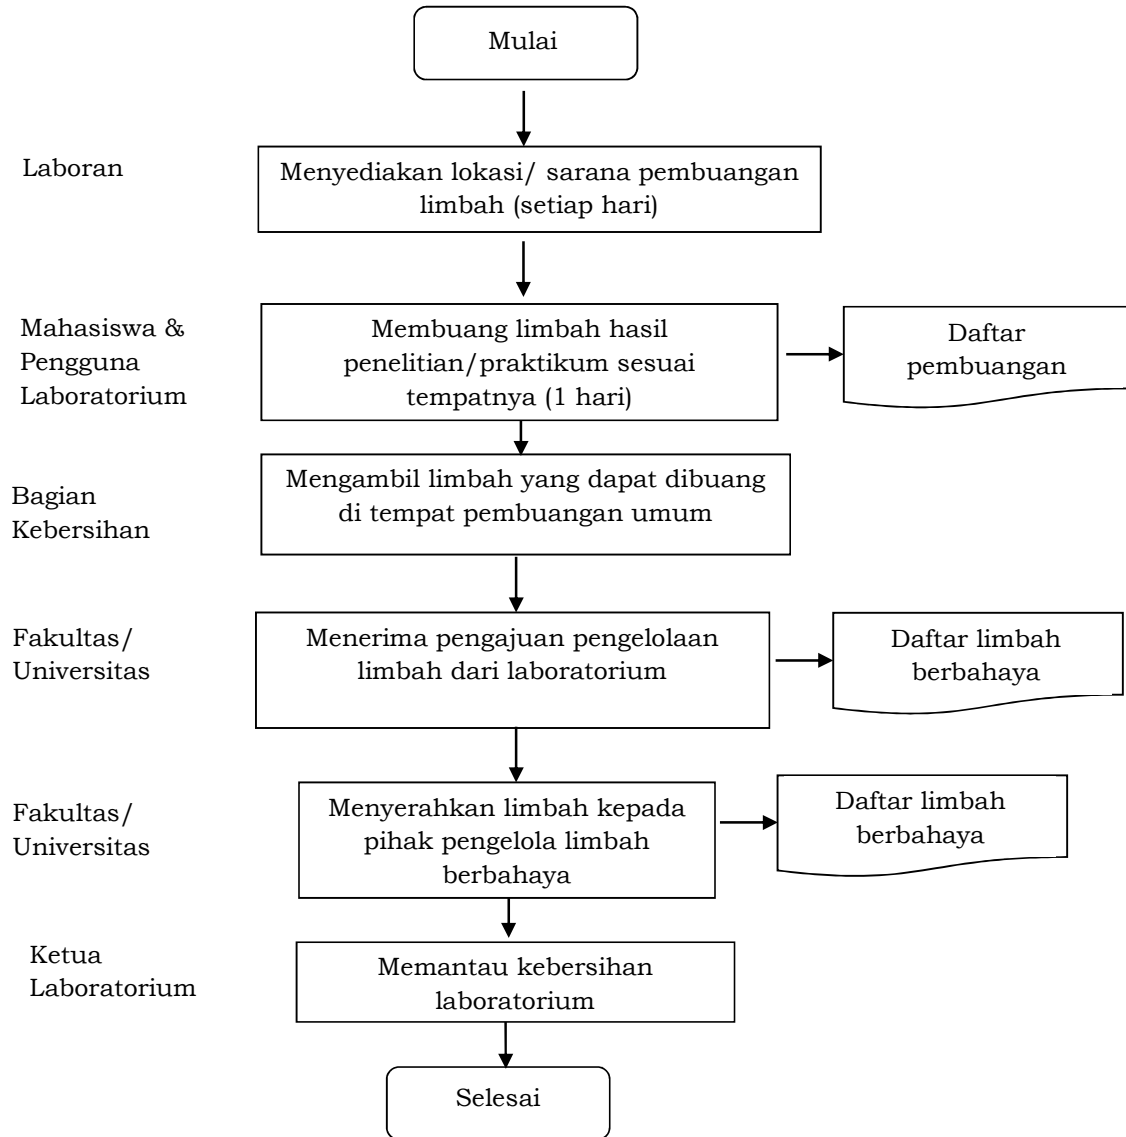 Mulai
Laboran
Menyediakan lokasi/ sarana pembuangan
limbah (setiap hari)
Mahasiswa &
Pengguna
Laboratorium
Membuang limbah hasil
penelitian/praktikum sesuai
tempatnya (1 hari)
Daftar
pembuangan
Bagian
Kebersihan
Mengambil limbah yang dapat dibuang
di tempat pembuangan umum
Fakultas/
Universitas
Menerima pengajuan pengelolaan
limbah dari laboratorium
Daftar limbah
berbahaya
Fakultas/
Universitas
Menyerahkan limbah kepada
pihak pengelola limbah
berbahaya
Daftar limbah
berbahaya
Ketua
Laboratorium
Memantau kebersihan
laboratorium
Selesai